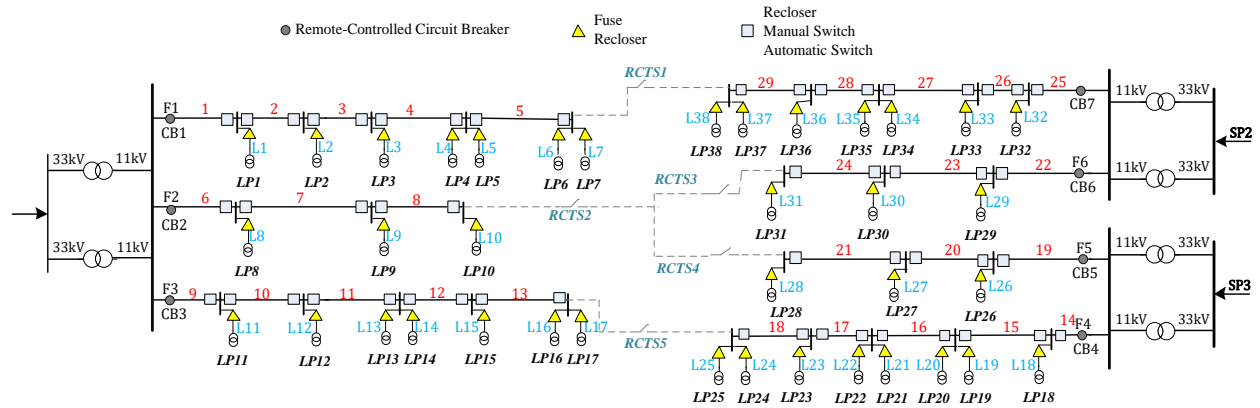 Remote-Controlled Circuit Breaker
Fuse
Recloser
Recloser
Manual Switch
Automatic Switch
RCTS1
29 28 27 26 25
11kV 33kV
F1 1 2 3 4 5
CB1
CB7
L38 L37 L36 L35 L34 L33 L32
L1 L2 L3 L4 L5 L6 L7
LP38 LP37 LP36 LP35 LP34 LP33 LP32
SP2
33kV 11kV
LP1 LP2 LP3 LP4 LP5 LP6 LP7
RCTS3
24 23 22 F6
CB6
11kV 33kV
L31 L30 L29
F2 6 7 8
CB2
RCTS2
L8 L9 L10
LP31 LP30 LP29
33kV 11kV
LP8 LP9 LP10
RCTS4
21 20 19 F5
CB5
11kV 33kV
L28 L27 L26
SP3
F3 9 10 11 12 13
CB3
LP28 LP27 LP26
L11 L12 L13 L14 L15 L16 L17
RCTS5
18 17 16 15 14 F4
CB4
11kV 33kV
LP11 LP12 LP13 LP14 LP15 LP16 LP17
L25 L24 L23 L22 L21 L20 L19 L18
LP25 LP24 LP23 LP22 LP21 LP20 LP19 LP18